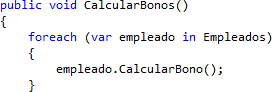 public void CalcularBonos()
{
    foreach (var empleado in Empleados)
    {
        empleado.CalcularBono();
    }